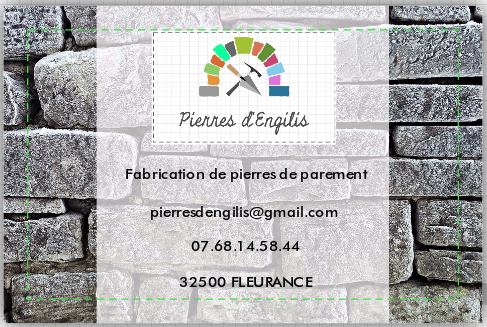 Pierres d'Engilis
Fabrication de pierres de parement
pierresdengilis@gmail.com
07.68.14.58.44
32500 FLEURANCE